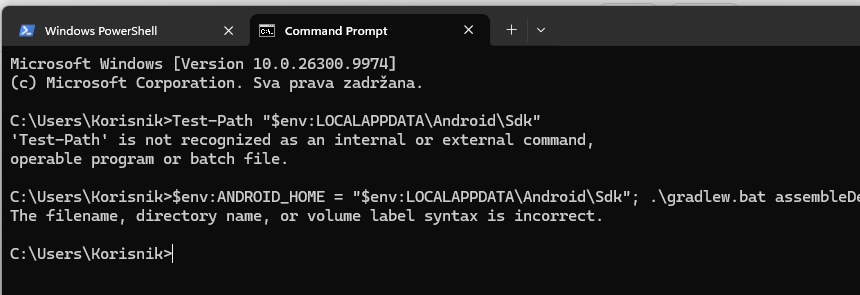 Windows PowerShell
Command Prompt
Microsoft Windows [Version 10.0.26300.9974]
(c) Microsoft Corporation. Sva prava zadržana.
C:\Users\Korisnik>Test-Path "$env:LOCALAPPDATA\Android\Sdk"
'Test-Path' is not recognized as an internal or external command,
operable program or batch file.
C:\Users\Korisnik>$env:ANDROID_HOME = "$env:LOCALAPPDATA\Android\Sdk"; .\gradlew.bat assembleDe
The filename, directory name, or volume label syntax is incorrect.
C:\Users\Korisnik>